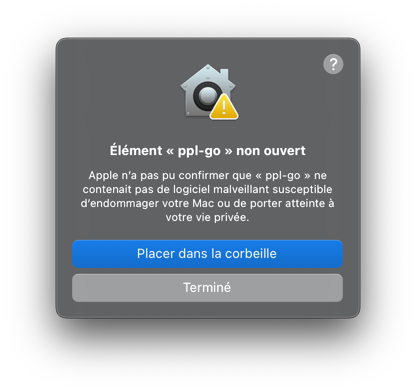 ?
Élément « ppl-go » non ouvert
Apple n’a pas pu confirmer que « ppl-go » ne
contenait pas de logiciel malveillant susceptible
d’endommager votre Mac ou de porter atteinte à
votre vie privée.
Placer dans la corbeille
Terminé